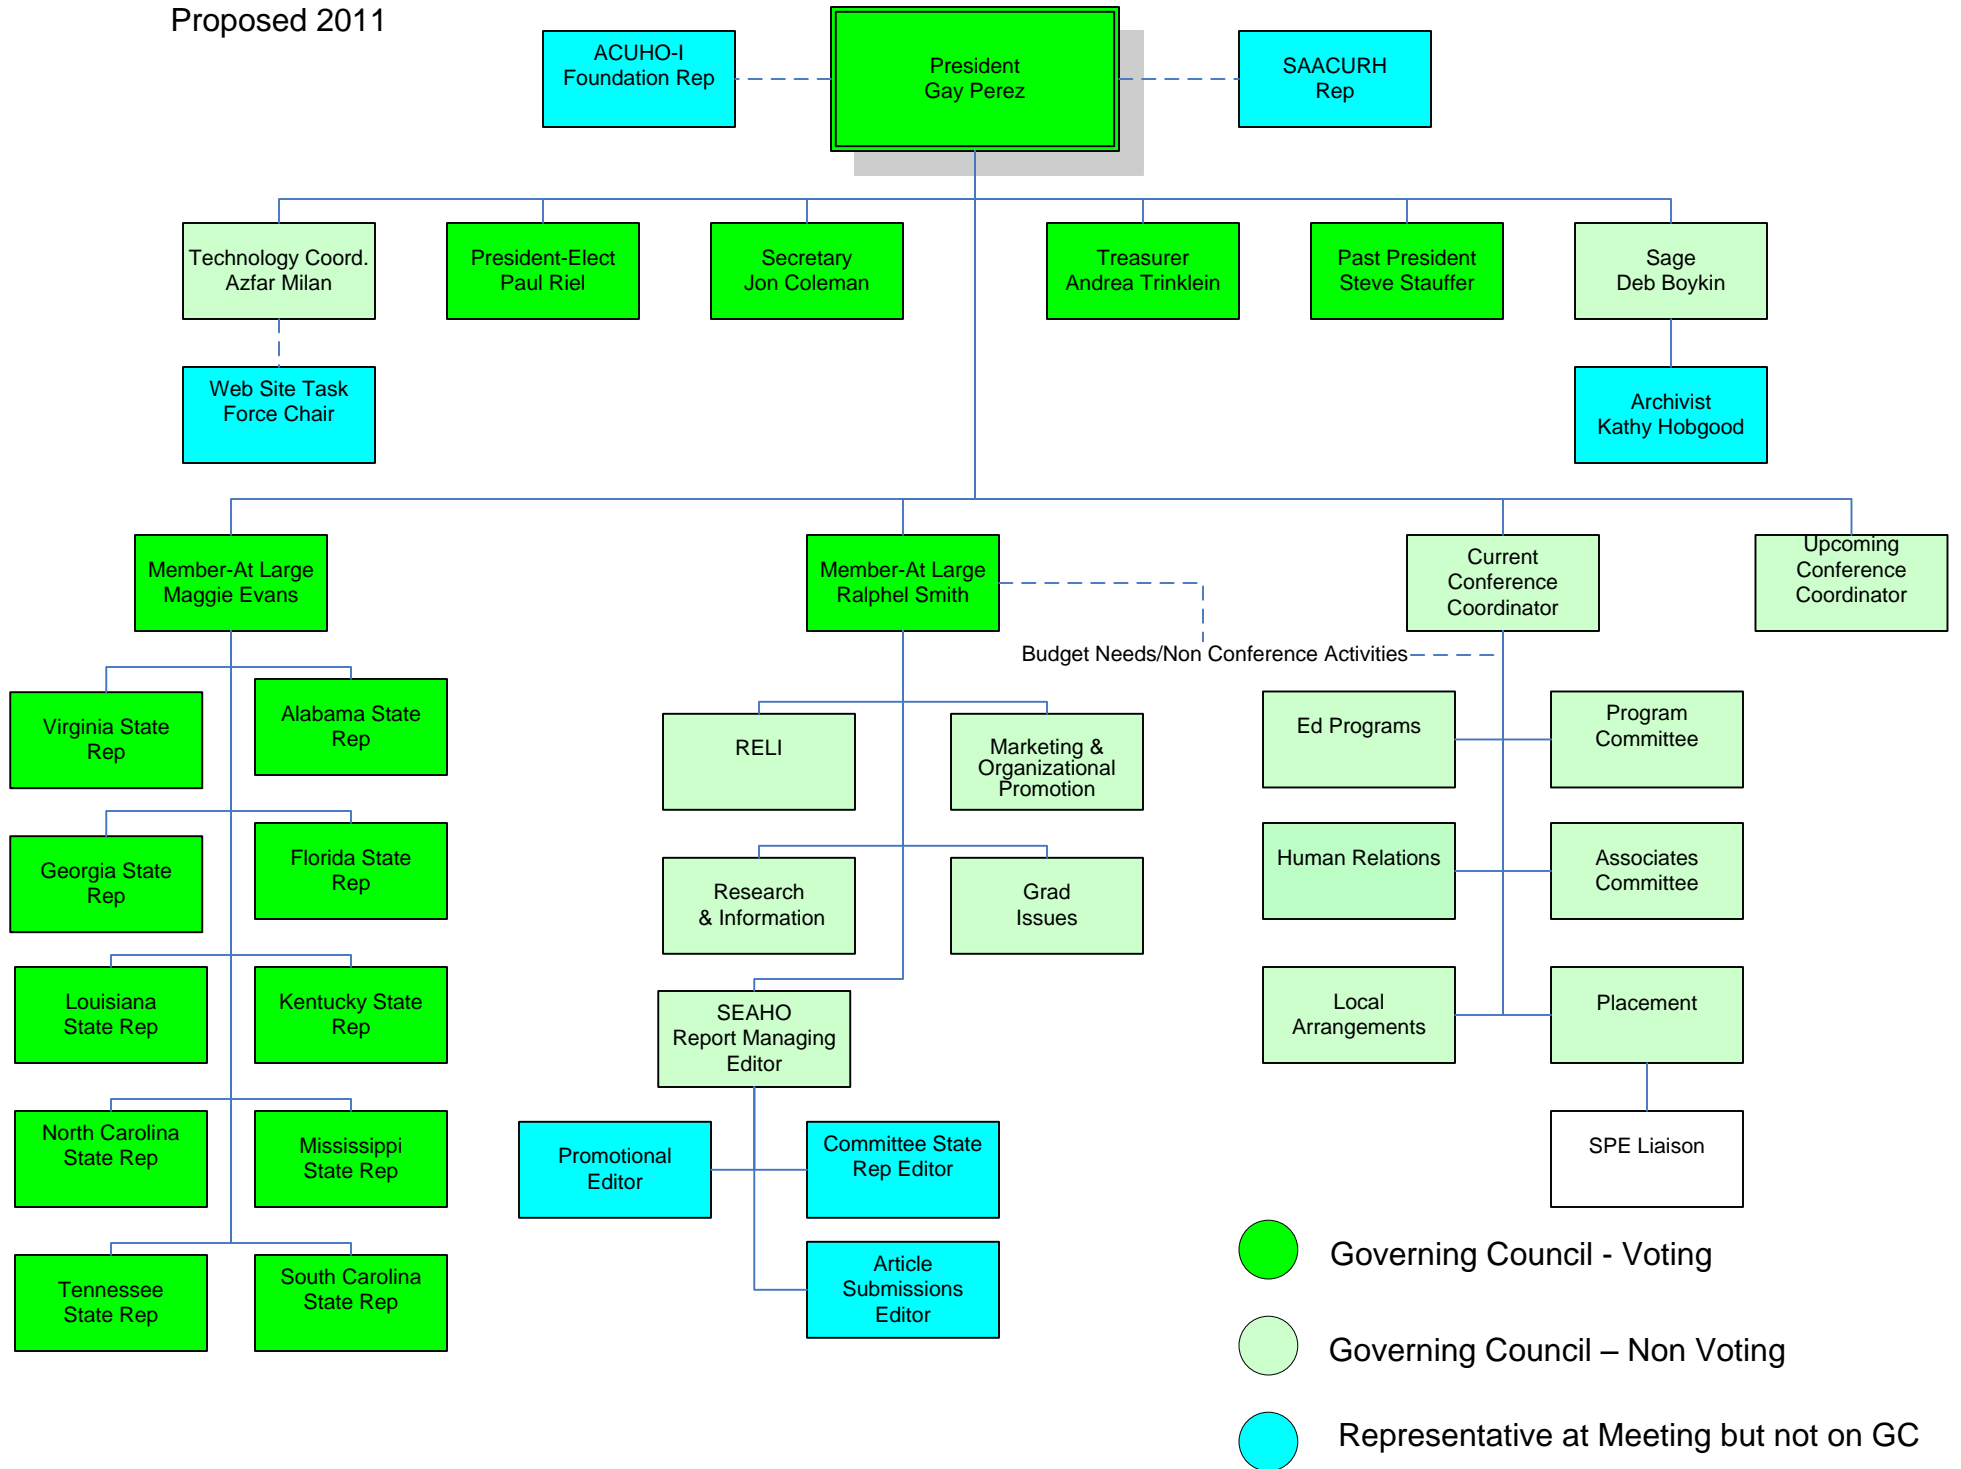 Proposed 2011
ACUHO-I
Foundation Rep
President
Gay Perez
SAACURH
Rep
Technology Coord.
Azfar Milan
President-Elect
Paul Riel
Secretary
Jon Coleman
Treasurer
Andrea Trinklein
Past President
Steve Stauffer
Sage
Deb Boykin
Web Site Task
Force Chair
Archivist
Kathy Hobgood
Member-At Large
Maggie Evans
Member-At Large
Ralphel Smith
Current
Conference
Coordinator
Upcoming
Conference
Coordinator
Budget Needs/Non Conference Activities
Virginia State
Rep
Alabama State
Rep
Georgia State
Rep
Florida State
Rep
Louisiana
State Rep
Kentucky State
Rep
North Carolina
State Rep
Mississippi
State Rep
Tennessee
State Rep
South Carolina
State Rep
RELI
Marketing &
Organizational
Promotion
Research
& Information
Grad
Issues
SEAHO
Report Managing
Editor
Promotional
Editor
Committee State
Rep Editor
Article
Submissions
Editor
Ed Programs
Program
Committee
Human Relations
Associates
Committee
Local
Arrangements
Placement
SPE Liaison
Governing Council - Voting
Governing Council – Non Voting
Representative at Meeting but not on GC